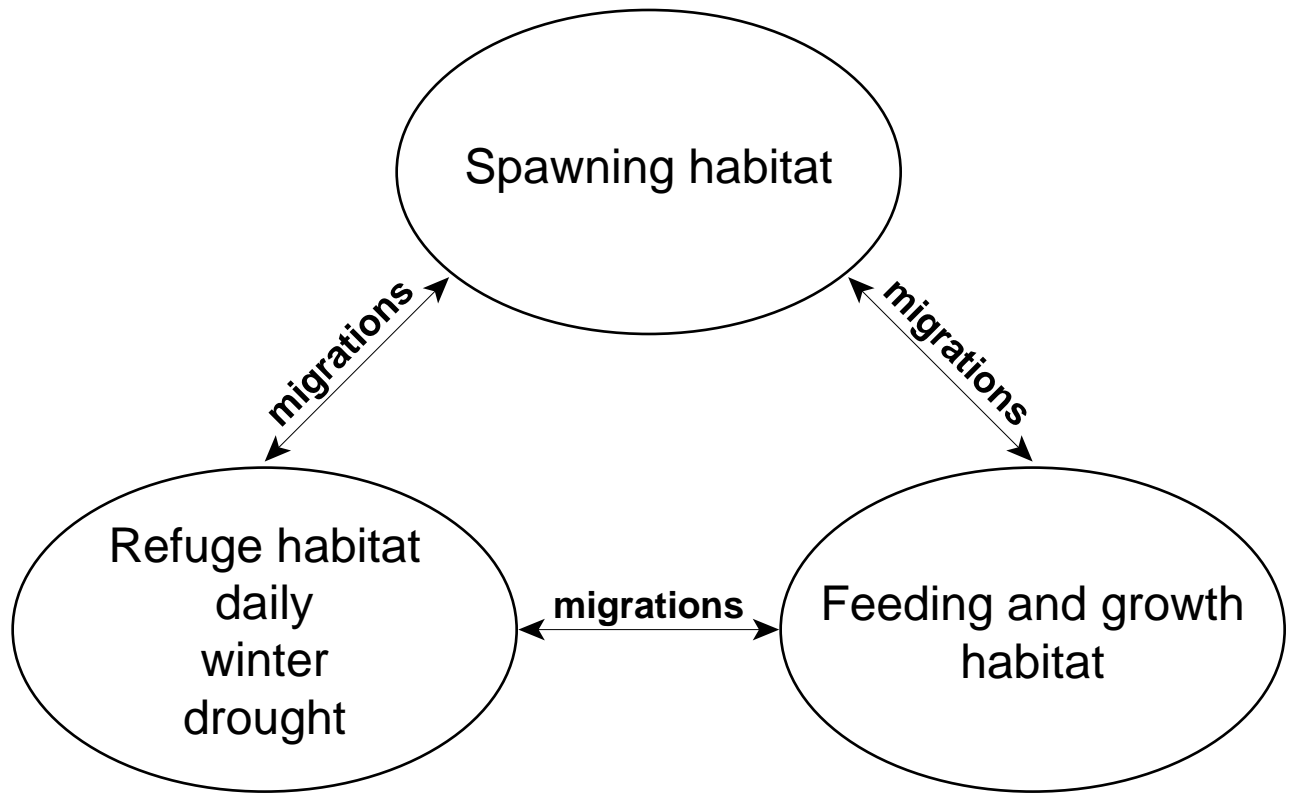 Spawning habitat
migrations
migrations
Refuge habitat
daily
winter
drought
migrations
Feeding and growth
habitat